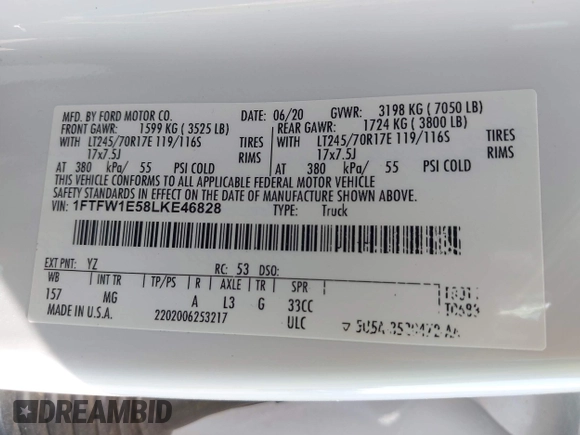 MFD. BY FORD MOTOR CO.
DATE: 06/20 GVWR: 3198 KG ( 7050 LB)
FRONT GAWR: 1599 KG ( 3525 LB) REAR GAWR: 1724 KG ( 3800 LB)
WITH LT245/70R17E 119/116S TIRES WITH LT245/70R17E 119/116S TIRES
17x7.5J RIMS 17x7.5J RIMS
AT 380 kPa/ 55 PSI COLD AT 380 kPa/ 55 PSI COLD
THIS VEHICLE CONFORMS TO ALL APPLICABLE FEDERAL MOTOR VEHICLE
SAFETY STANDARDS IN EFFECT ON THE DATE OF MANUFACTURE SHOWN ABOVE.
VIN: 1FTFW1E58LKE46828 TYPE: Truck
EXT PNT: YZ RC: 53 DSO:
WB INT TR TP/PS R AXLE TR SPR
157 MG A L3 G 33CC
MADE IN U.S.A. 2202006253217 ULC
DREAMBID